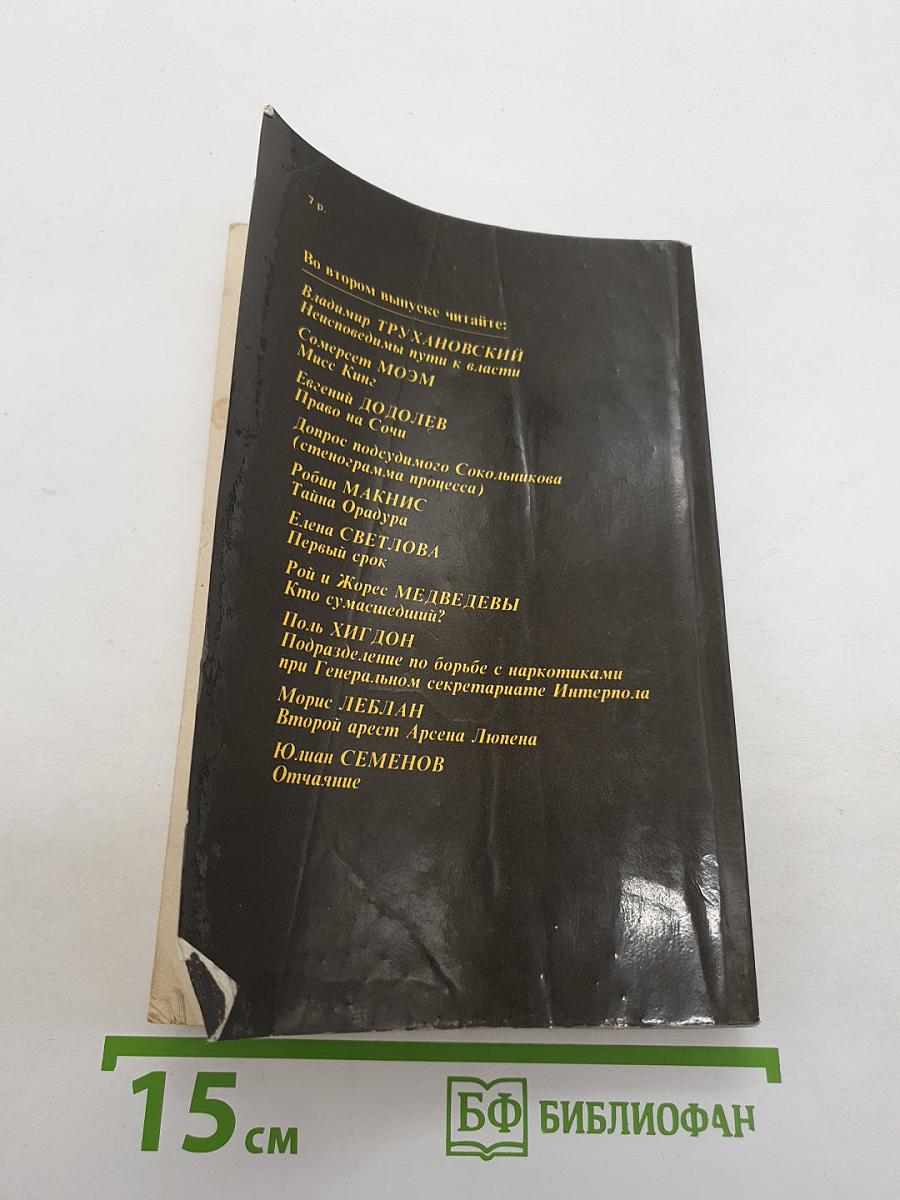 7 р.
Во втором выпуске читайте:
Владимир ТРУХАНОВСКИЙ
Неисповедимы пути к власти
Сомерсет МОЭМ
Мисс Кинг
Евгений ДОДОЛЕВ
Право на Сочи
Допрос подсудимого Сокольникова
(стенограмма процесса)
Робин МАКНИС
Тайна Орадура
Елена СВЕТЛОВА
Первый срок
Рой и Жорес МЕДВЕДЕВЫ
Кто сумасшедший?
Поль ХИГДОН
Подразделение по борьбе с наркотиками
при Генеральном секретариате Интерпола
Морис ЛЕБЛАН
Второй арест Арсена Люпена
Юлиан СЕМЕНОВ
Отчаяние
15 см
БФ БИБЛИОФАН